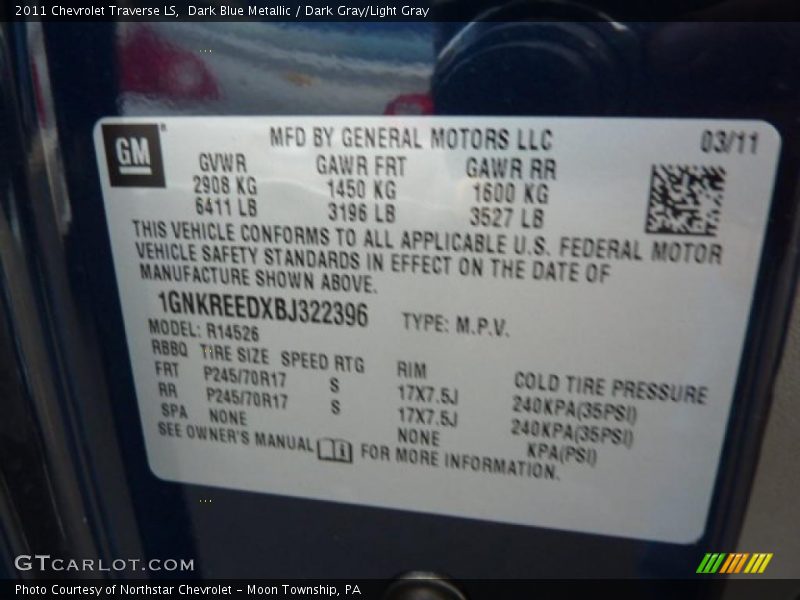 2011 Chevrolet Traverse LS, Dark Blue Metallic / Dark Gray/Light Gray
GM
MFD BY GENERAL MOTORS LLC 03/11
GVWR GAWR FRT GAWR RR
2908 KG 1450 KG 1600 KG
6411 LB 3196 LB 3527 LB
THIS VEHICLE CONFORMS TO ALL APPLICABLE U.S. FEDERAL MOTOR
VEHICLE SAFETY STANDARDS IN EFFECT ON THE DATE OF
MANUFACTURE SHOWN ABOVE.
1GNKREEDXBJ322396 TYPE: M.P.V.
MODEL: R14526
RBBQ TIRE SIZE SPEED RTG RIM COLD TIRE PRESSURE
FRT P245/70R17 S 17X7.5J 240KPA(35PSI)
RR P245/70R17 S 17X7.5J 240KPA(35PSI)
SPA NONE NONE KPA(PSI)
SEE OWNER'S MANUAL FOR MORE INFORMATION.
GTCARLOT.COM
Photo Courtesy of Northstar Chevrolet - Moon Township, PA